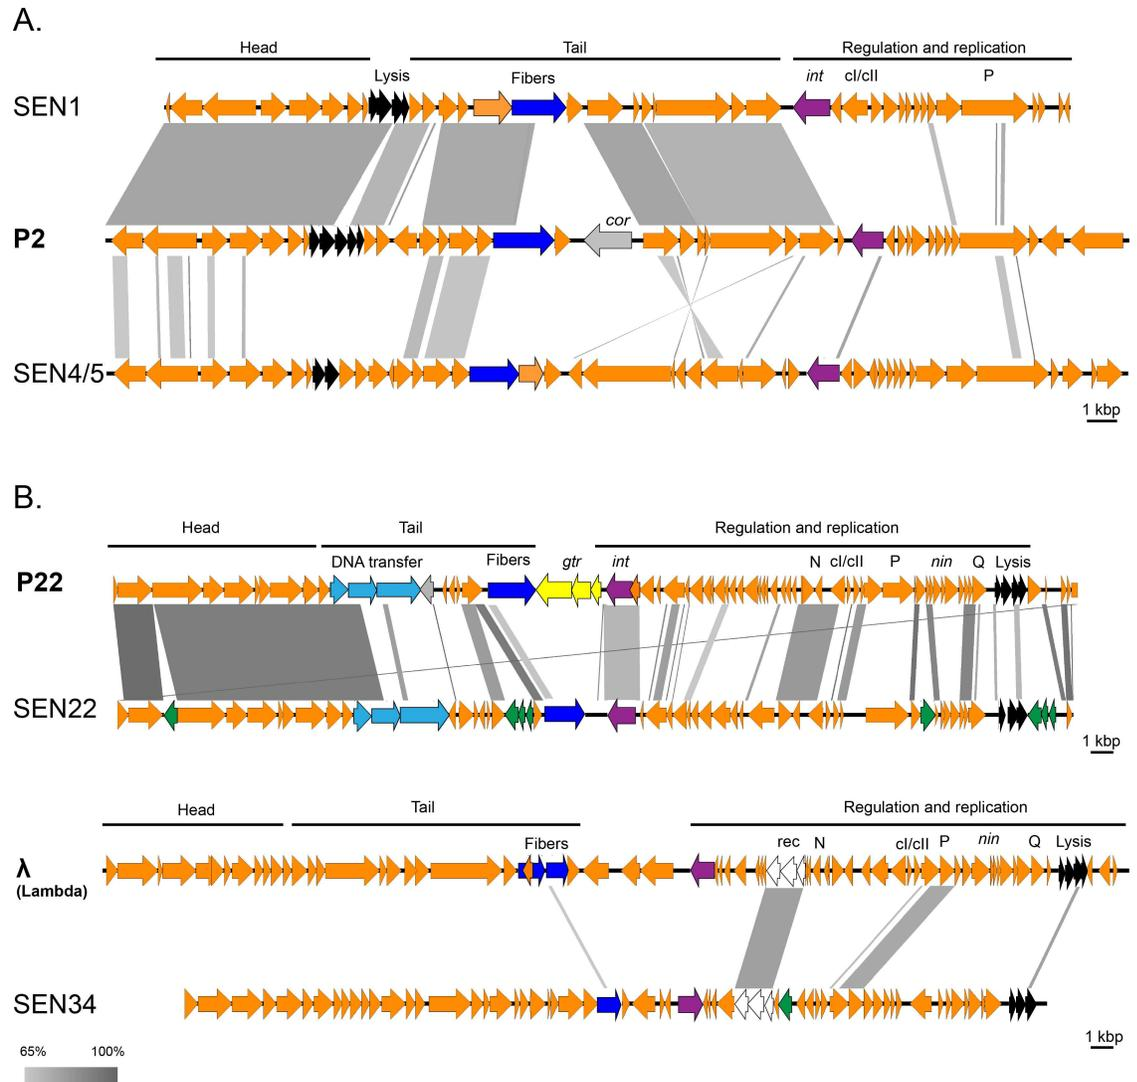 A.
Head Tail Regulation and replication
Lysis Fibers int cI/cII P
SEN1
cor
P2
SEN4/5
1 kbp
B.
Head Tail Regulation and replication
DNA transfer Fibers gtr int N cI/cII P nin Q Lysis
P22
SEN22
1 kbp
Head Tail Regulation and replication
Fibers rec N cI/cII P nin Q Lysis
λ
(Lambda)
SEN34
1 kbp
65% 100%